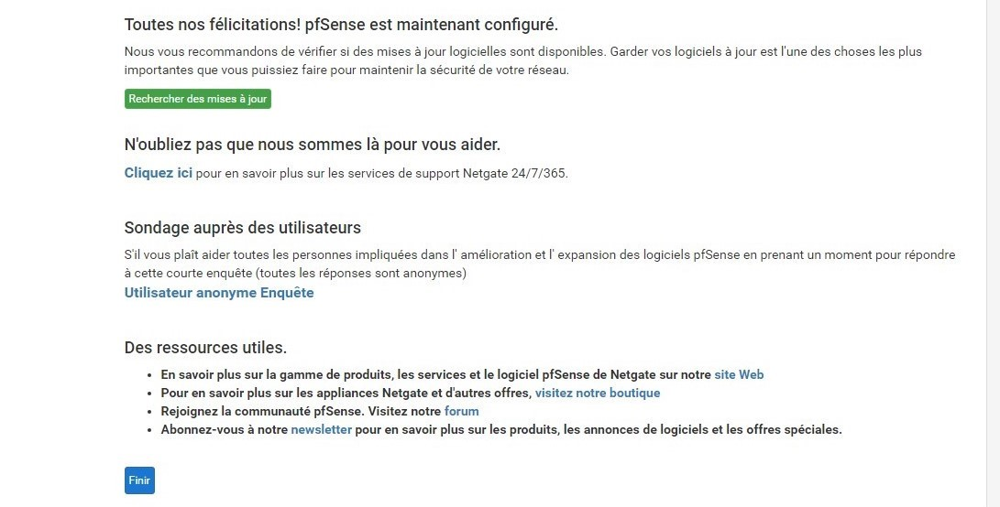 Toutes nos félicitations! pfSense est maintenant configuré.
Nous vous recommandons de vérifier si des mises à jour logicielles sont disponibles. Garder vos logiciels à jour est l'une des choses les plus
importantes que vous puissiez faire pour maintenir la sécurité de votre réseau.
Rechercher des mises à jour
N'oubliez pas que nous sommes là pour vous aider.
Cliquez ici pour en savoir plus sur les services de support Netgate 24/7/365.
Sondage auprès des utilisateurs
S'il vous plaît aider toutes les personnes impliquées dans l' amélioration et l' expansion des logiciels pfSense en prenant un moment pour répondre
à cette courte enquête (toutes les réponses sont anonymes)
Utilisateur anonyme Enquête
Des ressources utiles.
• En savoir plus sur la gamme de produits, les services et le logiciel pfSense de Netgate sur notre site Web
• Pour en savoir plus sur les appliances Netgate et d'autres offres, visitez notre boutique
• Rejoignez la communauté pfSense. Visitez notre forum
• Abonnez-vous à notre newsletter pour en savoir plus sur les produits, les annonces de logiciels et les offres spéciales.
Finir